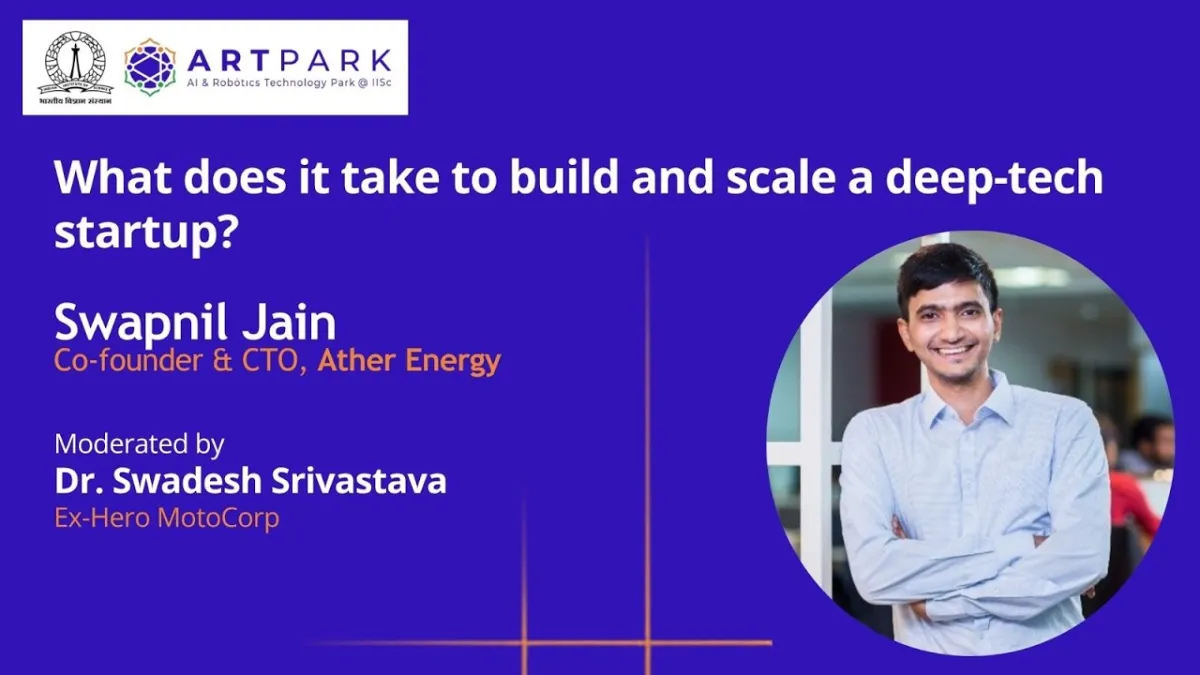 भारतीय विज्ञान संस्थान
ARTPARK
AI & Robotics Technology Park @ IISc
What does it take to build and scale a deep-tech
startup?
Swapnil Jain
Co-founder & CTO, Ather Energy
Moderated by
Dr. Swadesh Srivastava
Ex-Hero MotoCorp